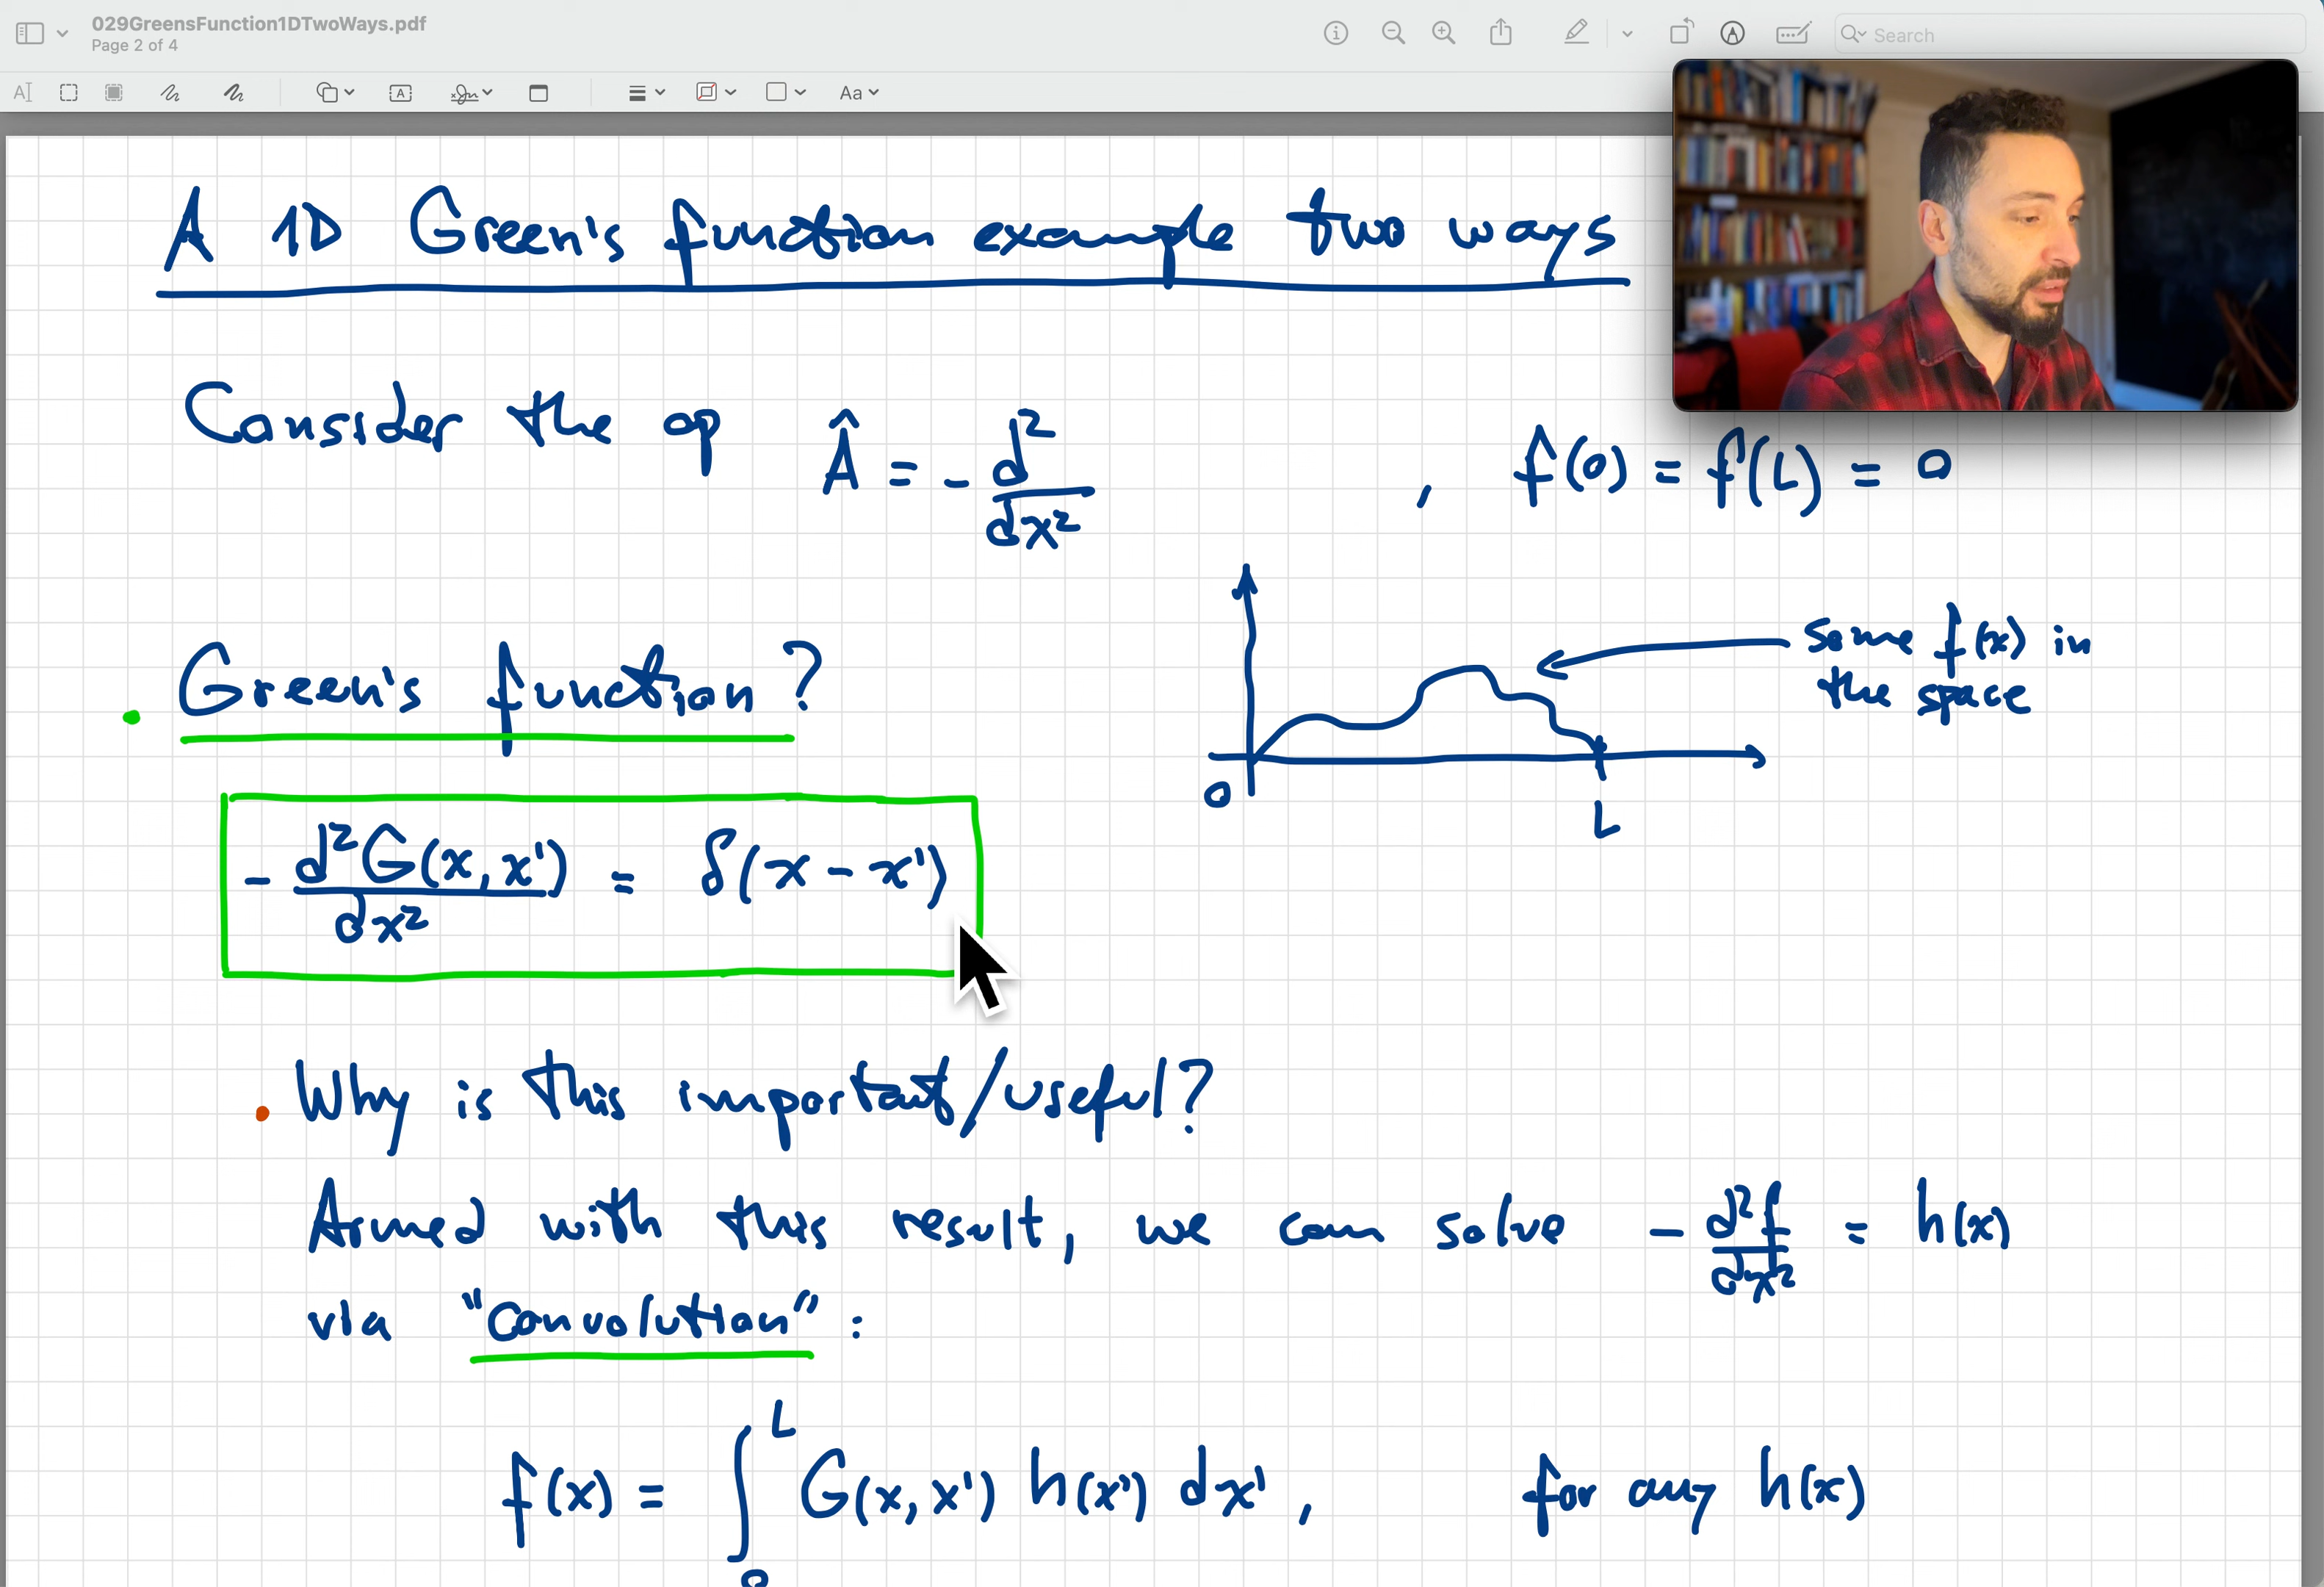 029GreensFunction1DTwoWays.pdf
Page 2 of 4
Search
Aa
A 1D Green's function example two ways
Consider the op Â = - d²/dx² , f(0) = f(L) = 0
some f(x) in
the space
Green's function?
0
L
- d²G(x,x')/dx² = δ(x-x')
. Why is this important/useful?
Armed with this result, we can solve - d²f/dx² = h(x)
via "convolution":
f(x) = ∫₀ᴸ G(x,x') h(x') dx' , for any h(x)